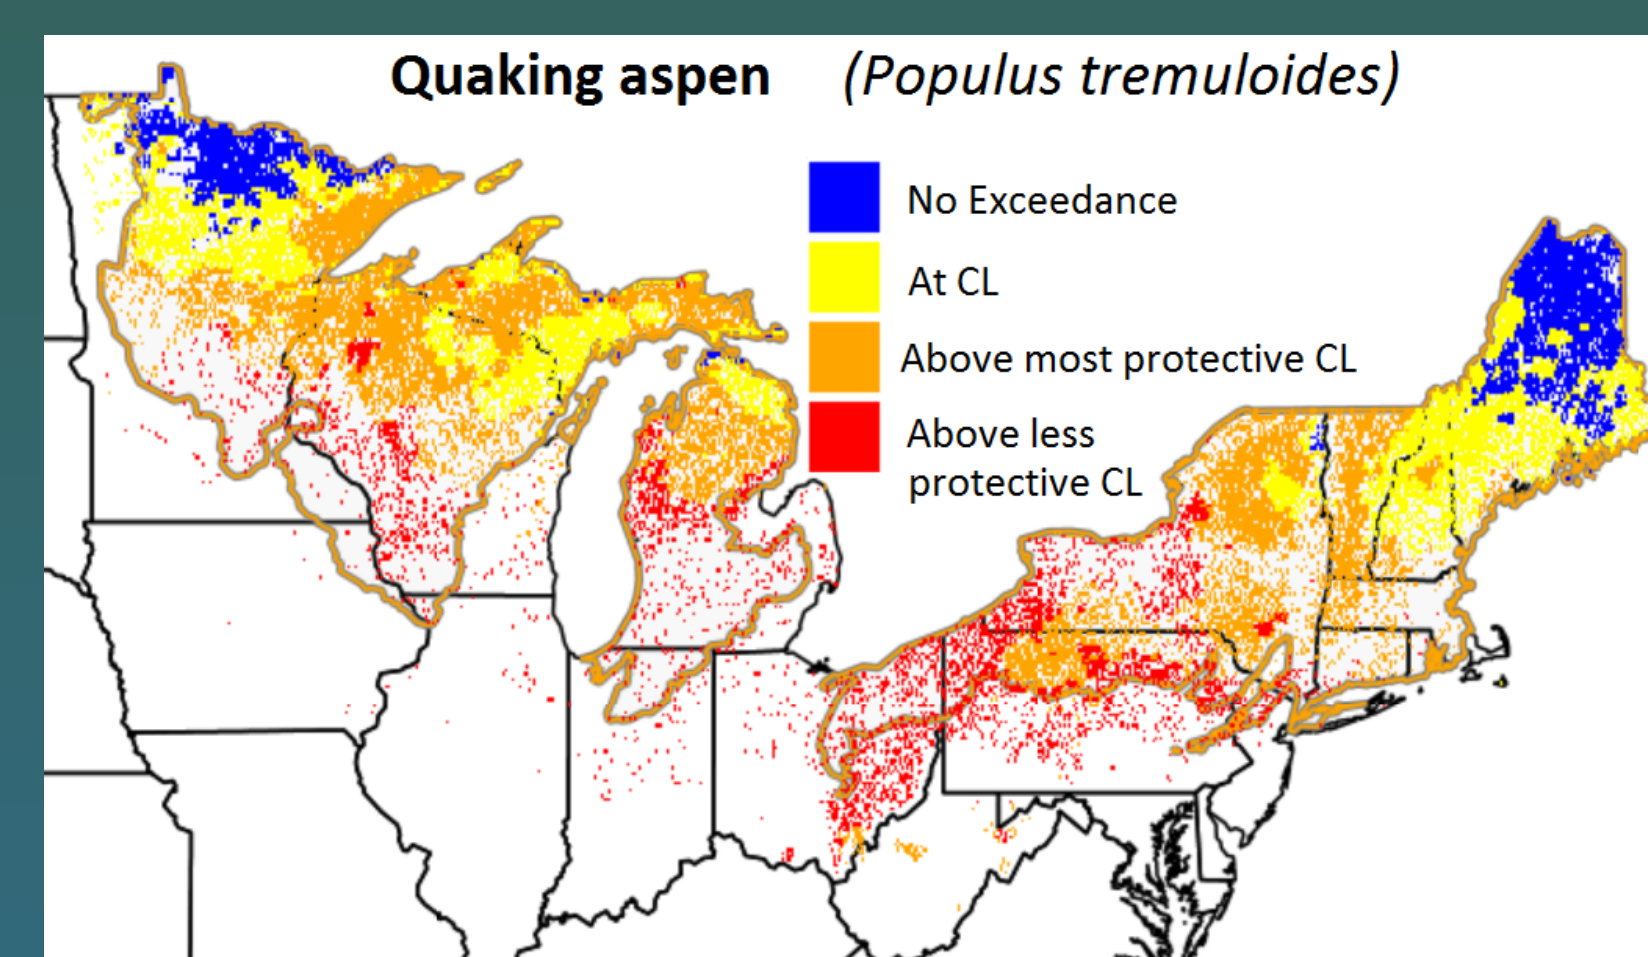 Quaking aspen (Populus tremuloides)
No Exceedance
At CL
Above most protective CL
Above less
protective CL